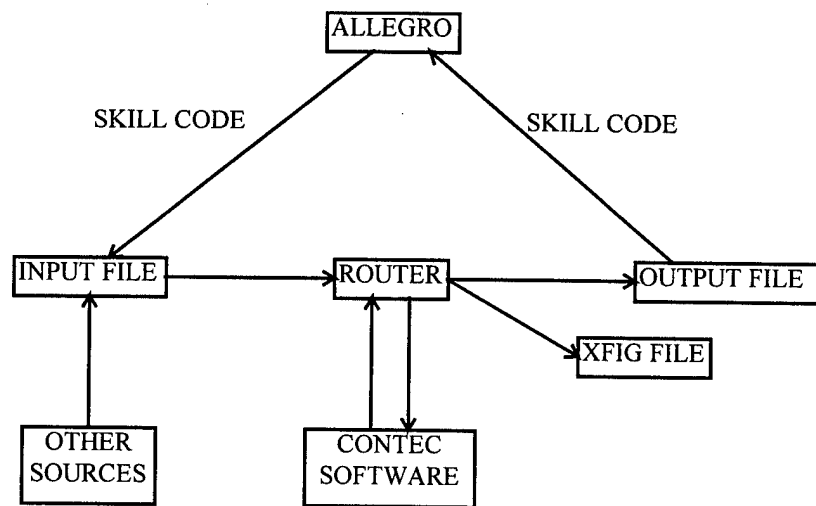 ALLEGRO
SKILL CODE
SKILL CODE
INPUT FILE
ROUTER
OUTPUT FILE
XFIG FILE
OTHER
SOURCES
CONTEC
SOFTWARE